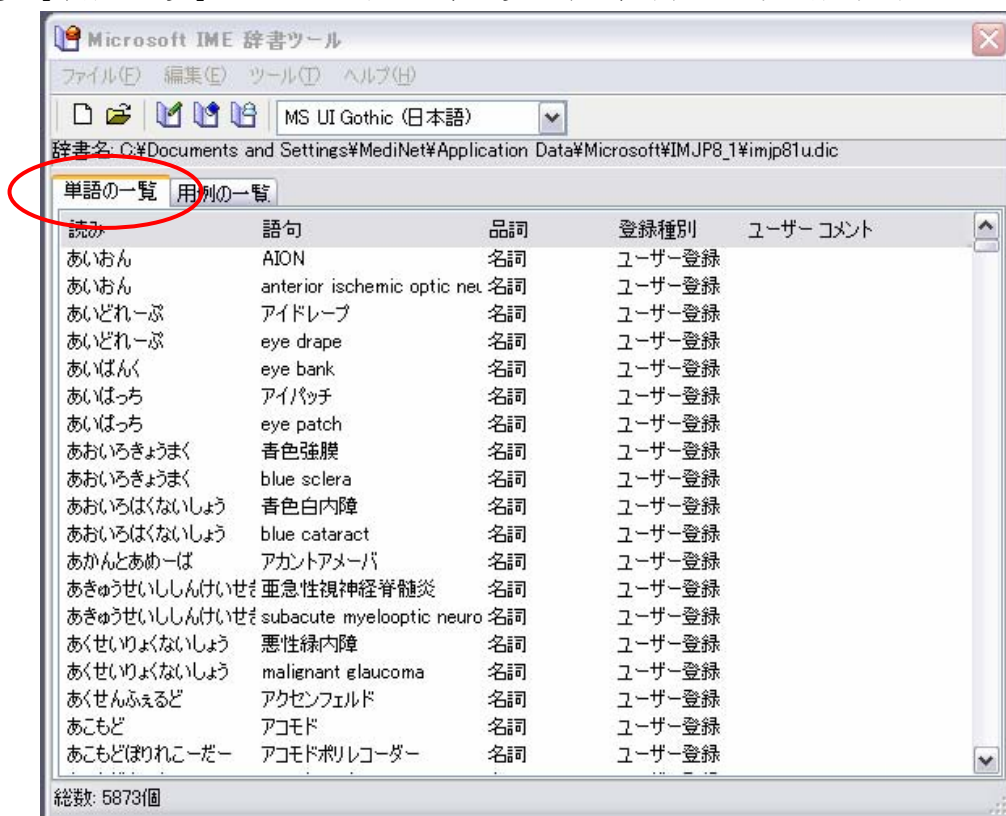 Microsoft IME 辞書ツール
ファイル(F) 編集(E) ツール(T) ヘルプ(H)
MS UI Gothic (日本語)
辞書名: C:¥Documents and Settings¥MediNet¥Application Data¥Microsoft¥IMJP8_1¥imjp81u.dic
単語の一覧 用例の一覧
読み 語句 品詞 登録種別 ユーザー コメント
あいおん AION 名詞 ユーザー登録
あいおん anterior ischemic optic neu 名詞 ユーザー登録
あいどれーぷ アイドレープ 名詞 ユーザー登録
あいどれーぷ eye drape 名詞 ユーザー登録
あいばんく eye bank 名詞 ユーザー登録
あいぱっち アイパッチ 名詞 ユーザー登録
あいぱっち eye patch 名詞 ユーザー登録
あおいろきょうまく 青色強膜 名詞 ユーザー登録
あおいろきょうまく blue sclera 名詞 ユーザー登録
あおいろはくないしょう 青色白内障 名詞 ユーザー登録
あおいろはくないしょう blue cataract 名詞 ユーザー登録
あかんとあめーば アカントアメーバ 名詞 ユーザー登録
あきゅうせいししんけいせき 亜急性視神経脊髄炎 名詞 ユーザー登録
あきゅうせいししんけいせき subacute myelooptic neuro 名詞 ユーザー登録
あくせいりょくないしょう 悪性緑内障 名詞 ユーザー登録
あくせいりょくないしょう malignant glaucoma 名詞 ユーザー登録
あくせんふぇるど アクセンフェルド 名詞 ユーザー登録
あこもど アコモド 名詞 ユーザー登録
あこもどぽりれこーだー アコモドポリレコーダー 名詞 ユーザー登録
総数: 5873個